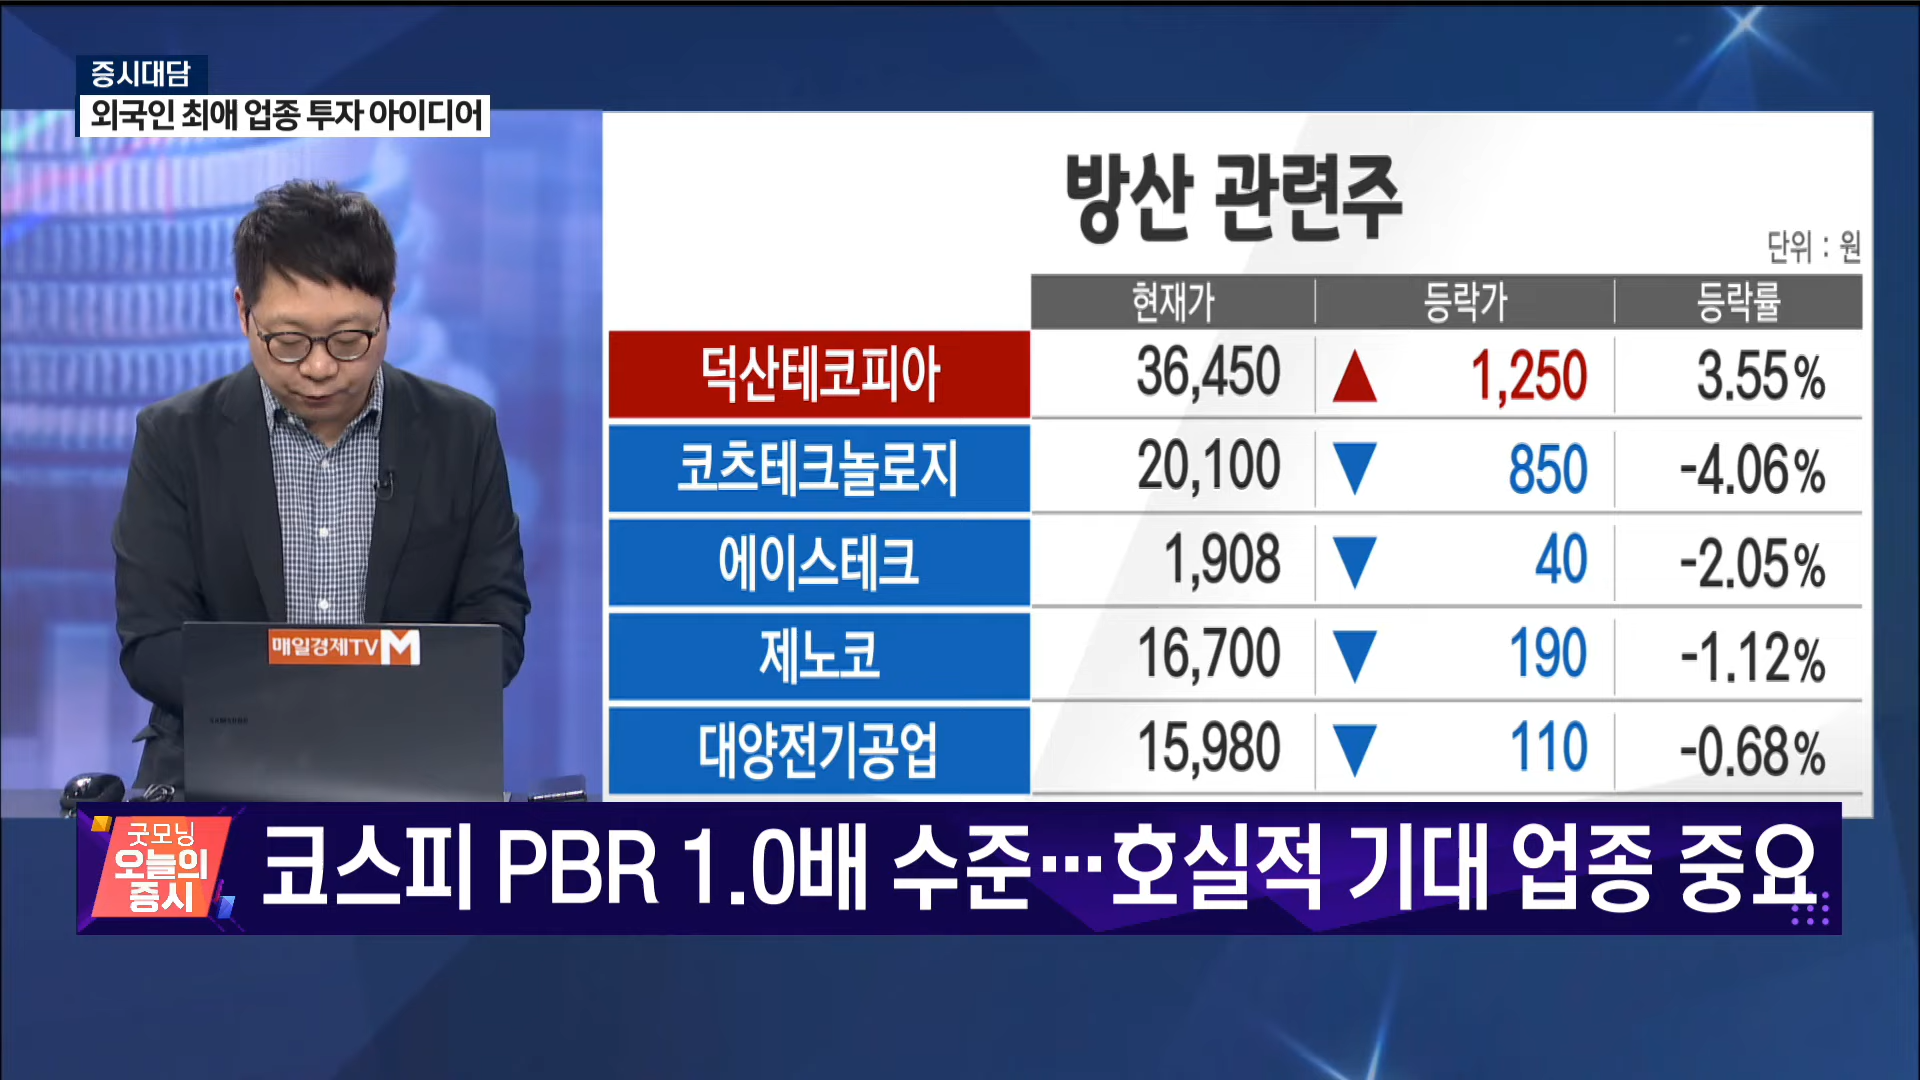 증시대담
외국인 최애 업종 투자 아이디어
방산 관련주
단위 : 원
현재가 등락가 등락률
덕산테코피아 36,450 ▲ 1,250 3.55%
코츠테크놀로지 20,100 ▼ 850 -4.06%
에이스테크 1,908 ▼ 40 -2.05%
제노코 16,700 ▼ 190 -1.12%
대양전기공업 15,980 ▼ 110 -0.68%
매일경제TV M
SAMSUNG
굿모닝
오늘의
증시
코스피 PBR 1.0배 수준…호실적 기대 업종 중요